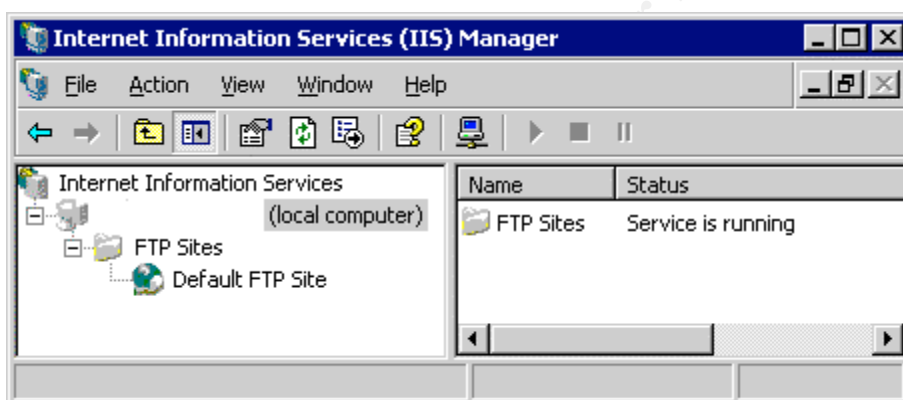 Internet Information Services (IIS) Manager
File Action View Window Help
Internet Information Services
(local computer)
FTP Sites
Default FTP Site
Name Status
FTP Sites Service is running